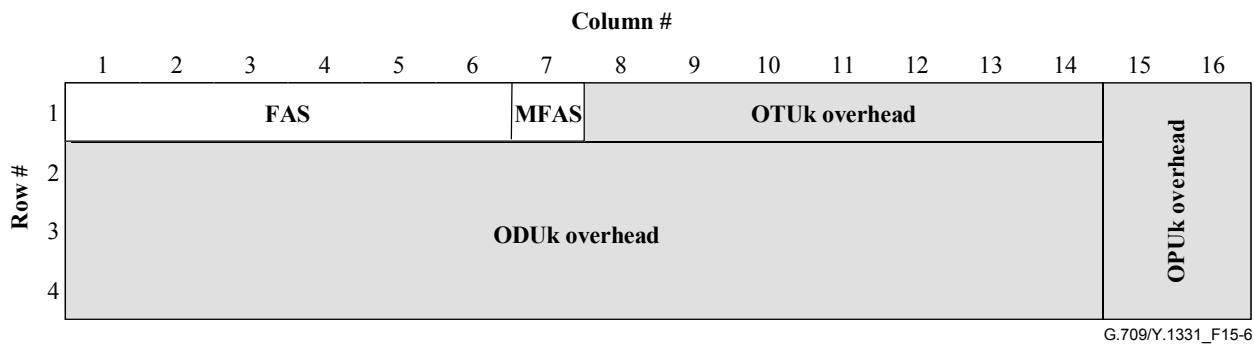 Column #
1 2 3 4 5 6 7 8 9 10 11 12 13 14 15 16
1 FAS MFAS OTUk overhead
Row #
2
3 ODUk overhead
4
OPUk overhead
G.709/Y.1331_F15-6